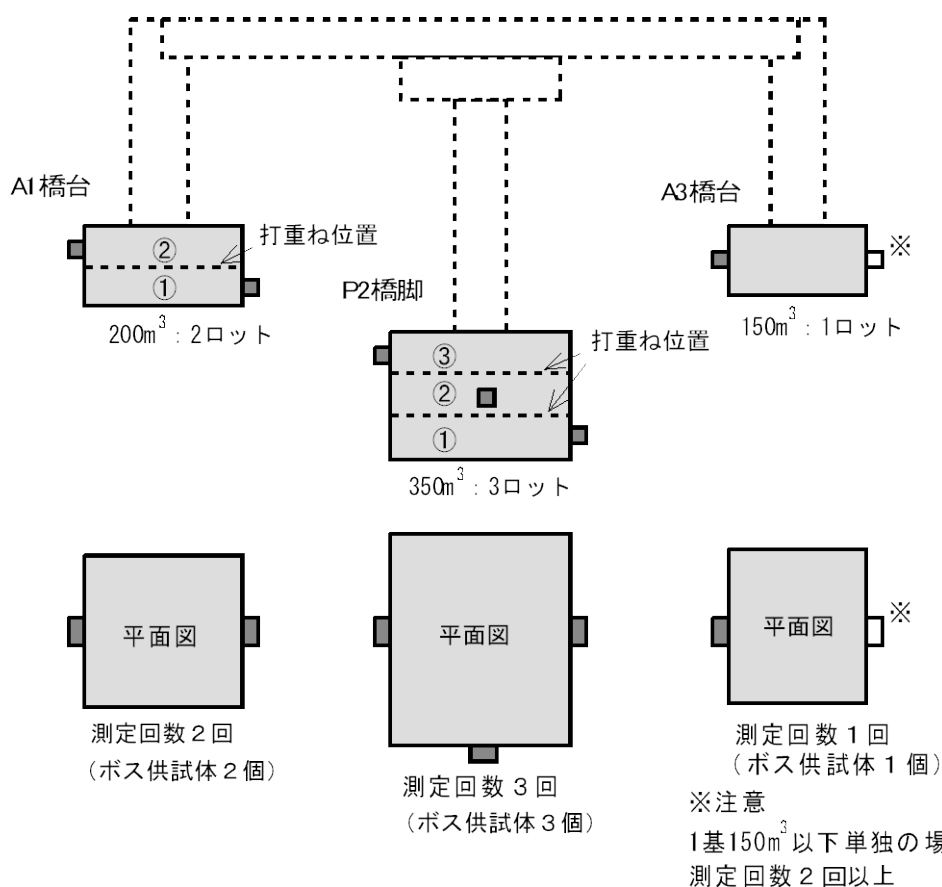 A1橋台
A3橋台
②
打重ね位置
※
①
P2橋脚
200m³：2ロット
150m³：1ロット
③
打重ね位置
②
①
350m³：3ロット
平面図
平面図
平面図
※
測定回数２回
（ボス供試体２個）
測定回数３回
（ボス供試体３個）
測定回数１回
（ボス供試体１個）
※注意
1基150m³以下単独の場
測定回数２回以上